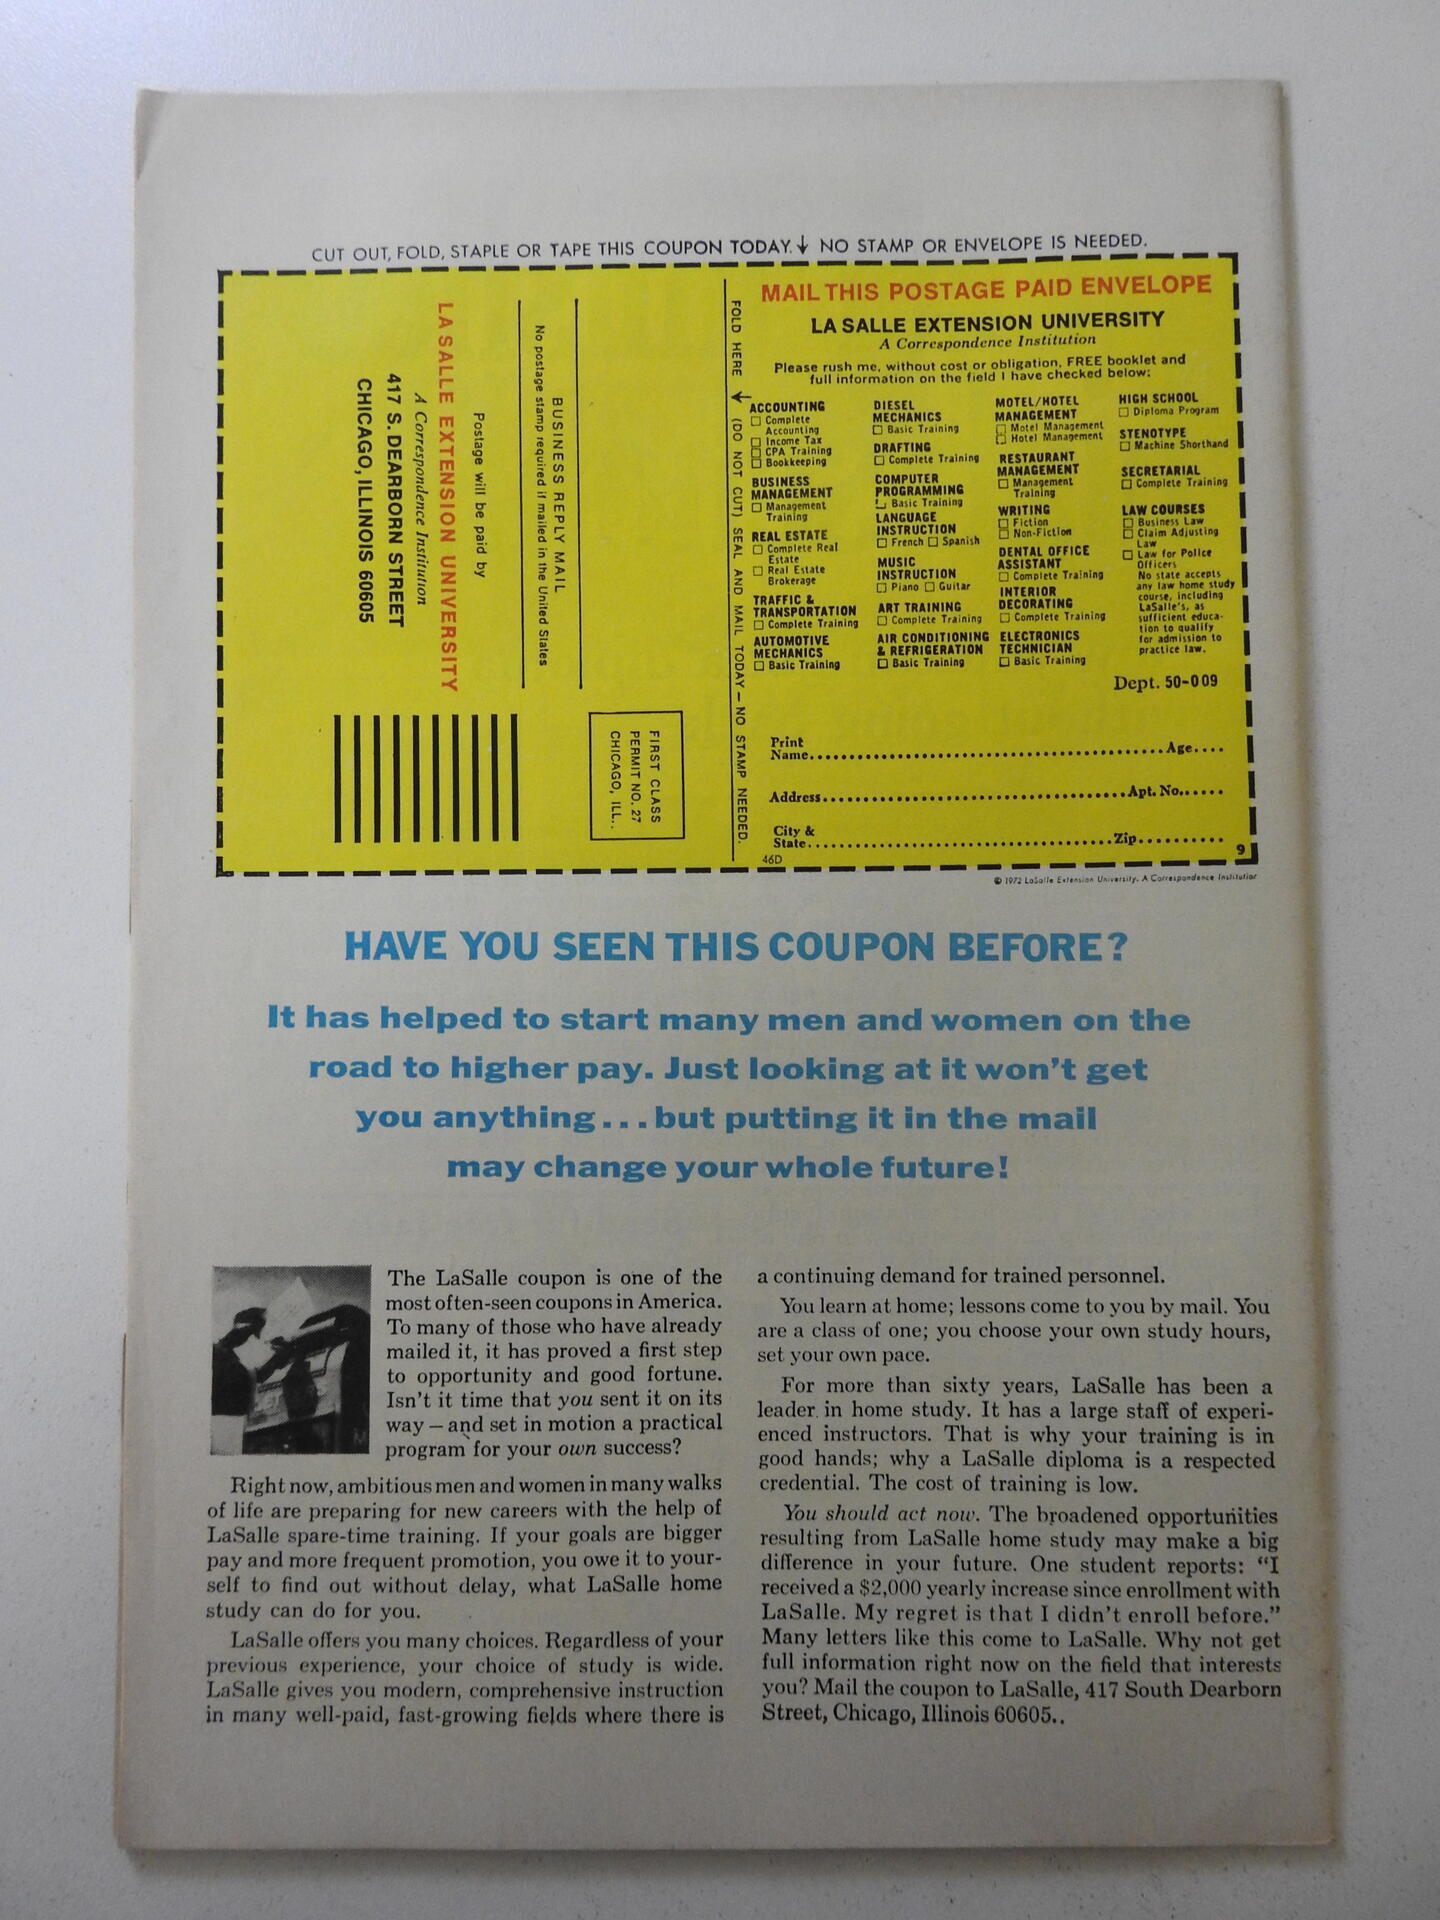 CUT OUT, FOLD, STAPLE OR TAPE THIS COUPON TODAY.↓ NO STAMP OR ENVELOPE IS NEEDED.
LA SALLE EXTENSION UNIVERSITY
A Correspondence Institution
417 S. DEARBORN STREET
CHICAGO, ILLINOIS 60605
Postage will be paid by
No postage stamp required if mailed in the United States
BUSINESS REPLY MAIL
FIRST CLASS
PERMIT NO. 27
CHICAGO, ILL..
FOLD HERE (DO NOT CUT) SEAL AND MAIL TODAY — NO STAMP NEEDED.
MAIL THIS POSTAGE PAID ENVELOPE
LA SALLE EXTENSION UNIVERSITY
A Correspondence Institution
Please rush me, without cost or obligation, FREE booklet and
full information on the field I have checked below:
ACCOUNTING
☐ Complete
Accounting
☐ Income Tax
☐ CPA Training
☐ Bookkeeping
BUSINESS
MANAGEMENT
☐ Management
Training
REAL ESTATE
☐ Complete Real
Estate
☐ Real Estate
Brokerage
TRAFFIC &
TRANSPORTATION
☐ Complete Training
AUTOMOTIVE
MECHANICS
☐ Basic Training
DIESEL
MECHANICS
☐ Basic Training
DRAFTING
☐ Complete Training
COMPUTER
PROGRAMMING
☐ Basic Training
LANGUAGE
INSTRUCTION
☐ French ☐ Spanish
MUSIC
INSTRUCTION
☐ Piano ☐ Guitar
ART TRAINING
☐ Complete Training
AIR CONDITIONING
& REFRIGERATION
☐ Basic Training
MOTEL/HOTEL
MANAGEMENT
☐ Motel Management
☐ Hotel Management
RESTAURANT
MANAGEMENT
☐ Management
Training
WRITING
☐ Fiction
☐ Non-Fiction
DENTAL OFFICE
ASSISTANT
☐ Complete Training
INTERIOR
DECORATING
☐ Complete Training
ELECTRONICS
TECHNICIAN
☐ Basic Training
HIGH SCHOOL
☐ Diploma Program
STENOTYPE
☐ Machine Shorthand
SECRETARIAL
☐ Complete Training
LAW COURSES
☐ Business Law
☐ Claim Adjusting
Law
☐ Law for Police
Officers
No state accepts
any law home study
course, including
LaSalle's, as
sufficient educa-
tion to qualify
for admission to
practice law.
Dept. 50-009
Print
Name....Age....
Address....Apt. No......
City &
State....Zip..........
46D
9
© 1972 LaSalle Extension University. A Correspondence Institution
HAVE YOU SEEN THIS COUPON BEFORE?
It has helped to start many men and women on the
road to higher pay. Just looking at it won't get
you anything...but putting it in the mail
may change your whole future!
The LaSalle coupon is one of the
most often-seen coupons in America.
To many of those who have already
mailed it, it has proved a first step
to opportunity and good fortune.
Isn't it time that you sent it on its
way — and set in motion a practical
program for your own success?
Right now, ambitious men and women in many walks
of life are preparing for new careers with the help of
LaSalle spare-time training. If your goals are bigger
pay and more frequent promotion, you owe it to your-
self to find out without delay, what LaSalle home
study can do for you.
LaSalle offers you many choices. Regardless of your
previous experience, your choice of study is wide.
LaSalle gives you modern, comprehensive instruction
in many well-paid, fast-growing fields where there is
a continuing demand for trained personnel.
You learn at home; lessons come to you by mail. You
are a class of one; you choose your own study hours,
set your own pace.
For more than sixty years, LaSalle has been a
leader in home study. It has a large staff of experi-
enced instructors. That is why your training is in
good hands; why a LaSalle diploma is a respected
credential. The cost of training is low.
You should act now. The broadened opportunities
resulting from LaSalle home study may make a big
difference in your future. One student reports: "I
received a $2,000 yearly increase since enrollment with
LaSalle. My regret is that I didn't enroll before."
Many letters like this come to LaSalle. Why not get
full information right now on the field that interests
you? Mail the coupon to LaSalle, 417 South Dearborn
Street, Chicago, Illinois 60605..